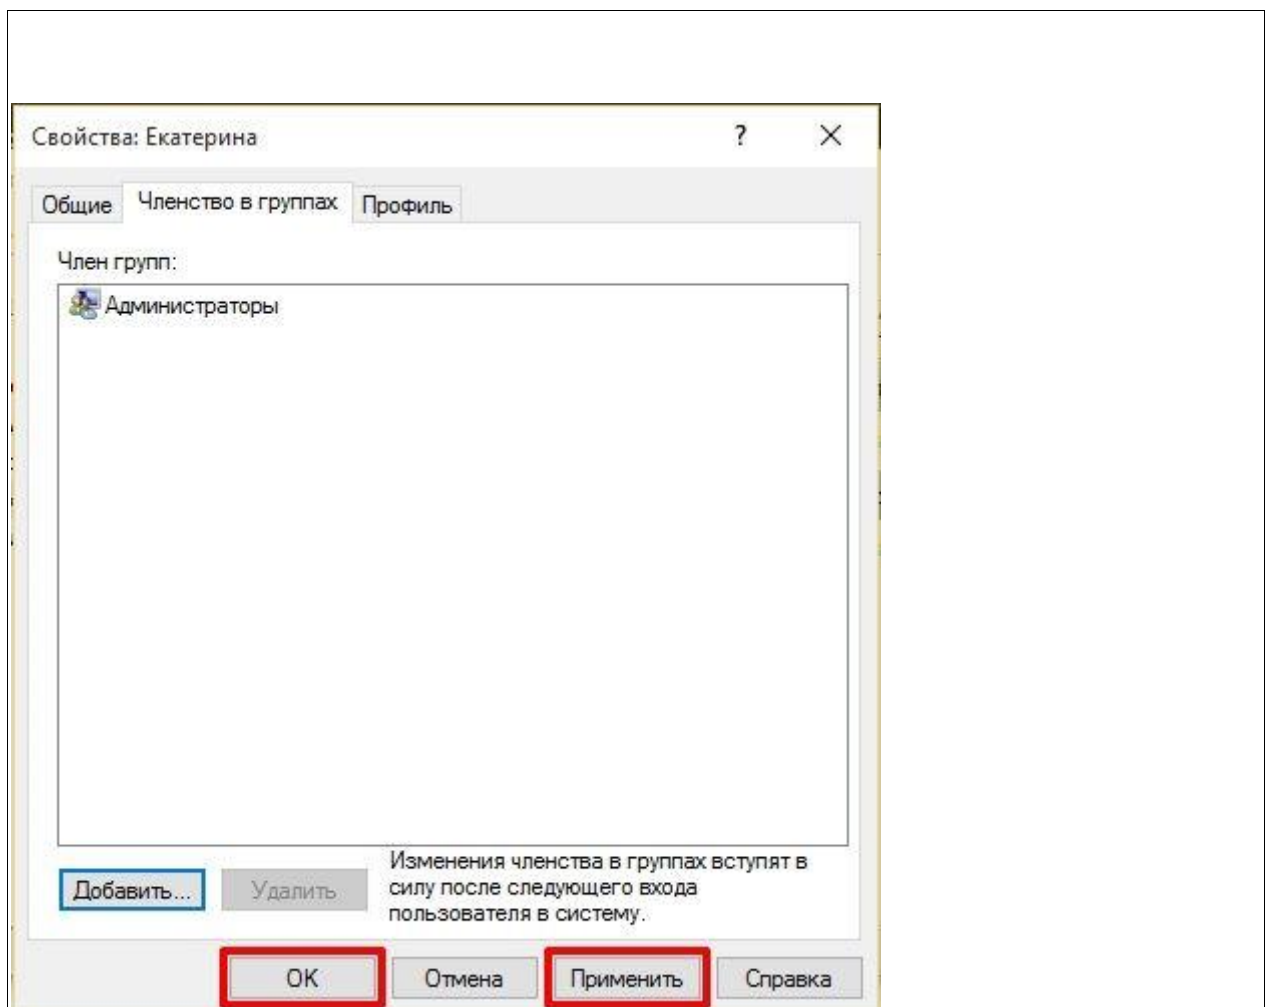 Свойства: Екатерина ?
Общие Членство в группах Профиль
Член групп:
Администраторы
Добавить... Удалить
Изменения членства в группах вступят в
силу после следующего входа
пользователя в систему.
OK Отмена Применить Справка